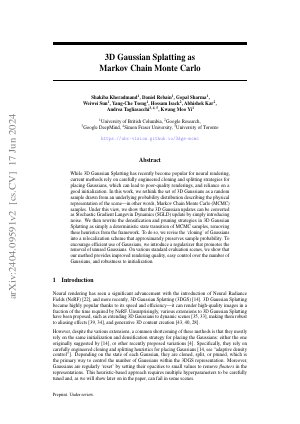 3D Gaussian Splatting as
Markov Chain Monte Carlo
Shakiba Kheradmand¹, Daniel Rebain¹, Gopal Sharma¹,
Weiwei Sun¹, Yang-Che Tseng¹, Hossam Isack², Abhishek Kar²,
Andrea Tagliasacchi³,⁴,⁵, Kwang Moo Yi¹
¹University of British Columbia, ²Google Research,
³Google DeepMind, ⁴Simon Fraser University, ⁵University of Toronto
https://ubc-vision.github.io/3dgs-mcmc
Abstract
While 3D Gaussian Splatting has recently become popular for neural rendering,
current methods rely on carefully engineered cloning and splitting strategies for
placing Gaussians, which can lead to poor-quality renderings, and reliance on a
good initialization. In this work, we rethink the set of 3D Gaussians as a random
sample drawn from an underlying probability distribution describing the physical
representation of the scene—in other words, Markov Chain Monte Carlo (MCMC)
samples. Under this view, we show that the 3D Gaussian updates can be converted
as Stochastic Gradient Langevin Dynamics (SGLD) update by simply introducing
noise. We then rewrite the densification and pruning strategies in 3D Gaussian
Splatting as simply a deterministic state transition of MCMC samples, removing
these heuristics from the framework. To do so, we revise the 'cloning' of Gaussians
into a relocalization scheme that approximately preserves sample probability. To
encourage efficient use of Gaussians, we introduce a regularizer that promotes the
removal of unused Gaussians. On various standard evaluation scenes, we show that
our method provides improved rendering quality, easy control over the number of
Gaussians, and robustness to initialization.
1 Introduction
Neural rendering has seen a significant advancement with the introduction of Neural Radiance
Fields (NeRF) [22], and more recently, 3D Gaussian Splatting (3DGS) [14]. 3D Gaussian Splatting
became highly popular thanks to its speed and efficiency—it can render high-quality images in a
fraction of the time required by NeRF. Unsurprisingly, various extensions to 3D Gaussian Splatting
have been proposed, such as extending 3D Gaussians to dynamic scenes [35, 33], making them robust
to aliasing effects [39, 34], and generative 3D content creation [43, 40, 28].
However, despite the various extensions, a common shortcoming of these methods is that they mostly
rely on the same initialization and densification strategy for placing the Gaussians; either the one
originally suggested by [14], or other recently proposed variations [4]. Specifically, they rely on
carefully engineered cloning and splitting heuristics for placing Gaussians [14, see "adaptive density
control"]. Depending on the state of each Gaussian, they are cloned, split, or pruned, which is
the primary way to control the number of Gaussians within the 3DGS representation. Moreover,
Gaussians are regularly 'reset' by setting their opacities to small values to remove floaters in the
representation. This heuristic-based approach requires multiple hyperparameters to be carefully
tuned and, as we will show later on in the paper, can fail in some scenes.
Preprint. Under review.
arXiv:2404.09591v2 [cs.CV] 17 Jun 2024